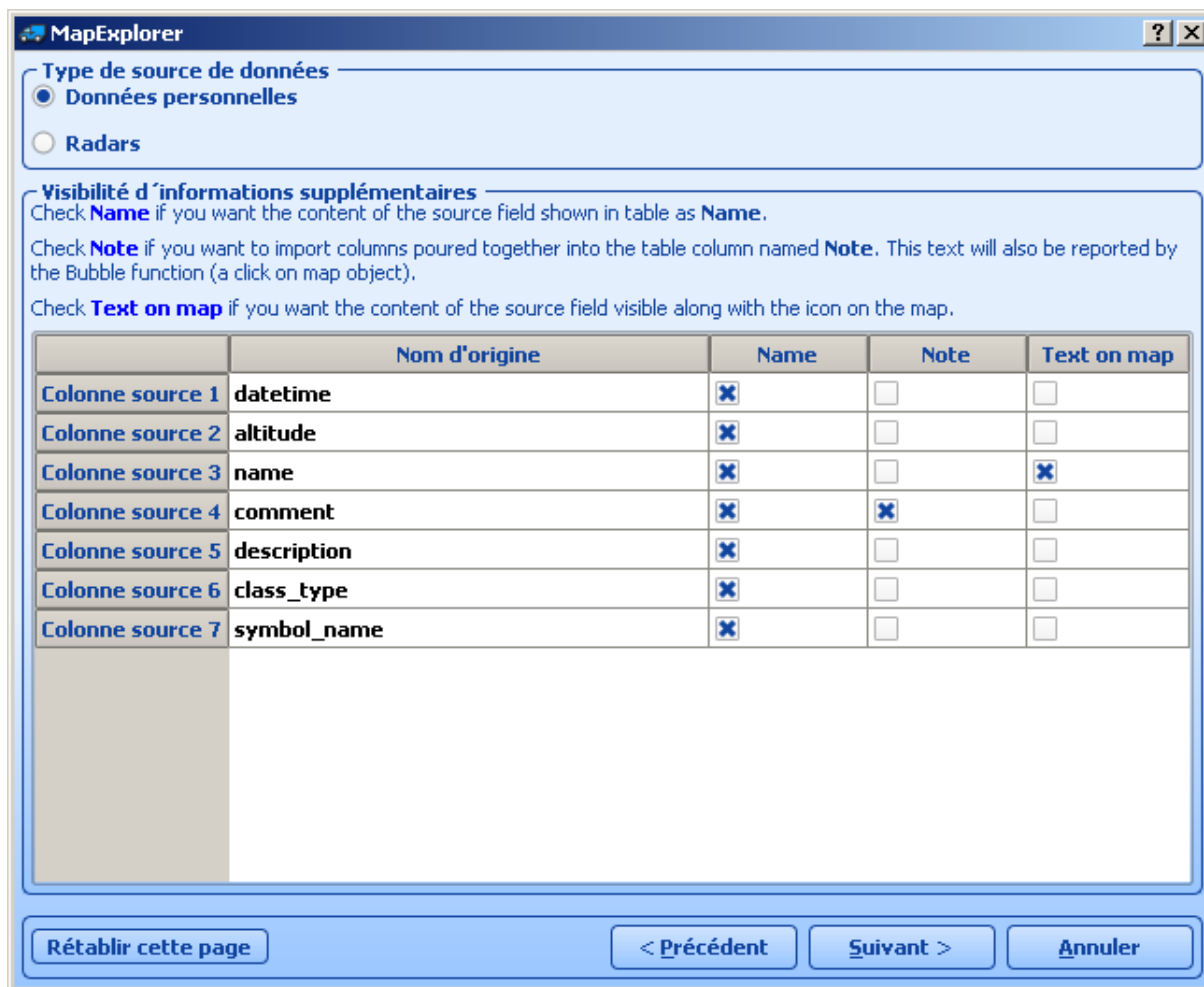 MapExplorer
Type de source de données
Données personnelles
Radars
Visibilité d´informations supplémentaires
Check Name if you want the content of the source field shown in table as Name.
Check Note if you want to import columns poured together into the table column named Note. This text will also be reported by
the Bubble function (a click on map object).
Check Text on map if you want the content of the source field visible along with the icon on the map.
Nom d'origine Name Note Text on map
Colonne source 1 datetime
Colonne source 2 altitude
Colonne source 3 name
Colonne source 4 comment
Colonne source 5 description
Colonne source 6 class_type
Colonne source 7 symbol_name
Rétablir cette page < Précédent Suivant > Annuler